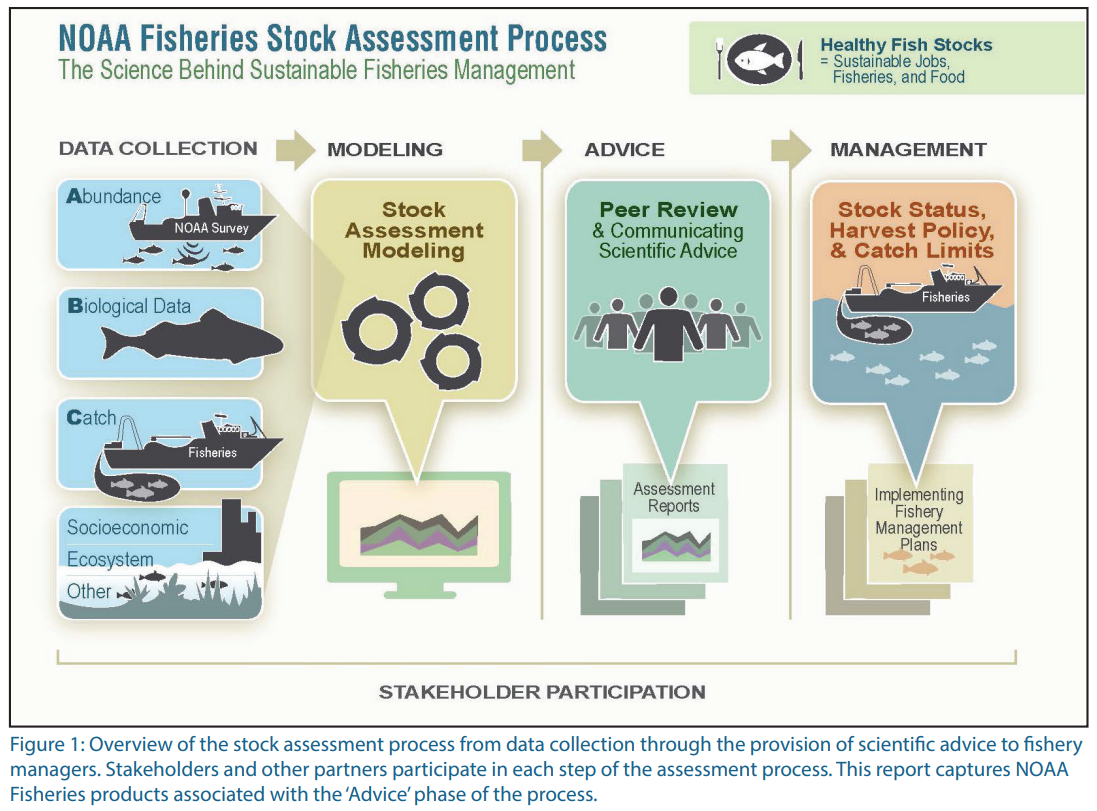 NOAA Fisheries Stock Assessment Process
The Science Behind Sustainable Fisheries Management
Healthy Fish Stocks
= Sustainable Jobs,
Fisheries, and Food
DATA COLLECTION
MODELING
ADVICE
MANAGEMENT
Abundance
NOAA Survey
Biological Data
Catch
Fisheries
Socioeconomic
Ecosystem
Other
Stock
Assessment
Modeling
Peer Review
& Communicating
Scientific Advice
Assessment
Reports
Stock Status,
Harvest Policy,
& Catch Limits
Fisheries
Implementing
Fishery
Management
Plans
STAKEHOLDER PARTICIPATION
Figure 1: Overview of the stock assessment process from data collection through the provision of scientific advice to fishery
managers. Stakeholders and other partners participate in each step of the assessment process. This report captures NOAA
Fisheries products associated with the ‘Advice’ phase of the process.